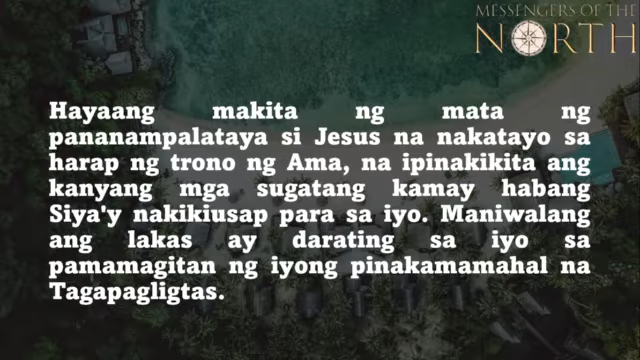 MESSENGERS OF THE
NORTH
Hayaang makita ng mata ng
pananampalataya si Jesus na nakatayo sa
harap ng trono ng Ama, na ipinakikita ang
kanyang mga sugatang kamay habang
Siya'y nakikiusap para sa iyo. Maniwalang
ang lakas ay darating sa iyo sa
pamamagitan ng iyong pinakamamahal na
Tagapagligtas.